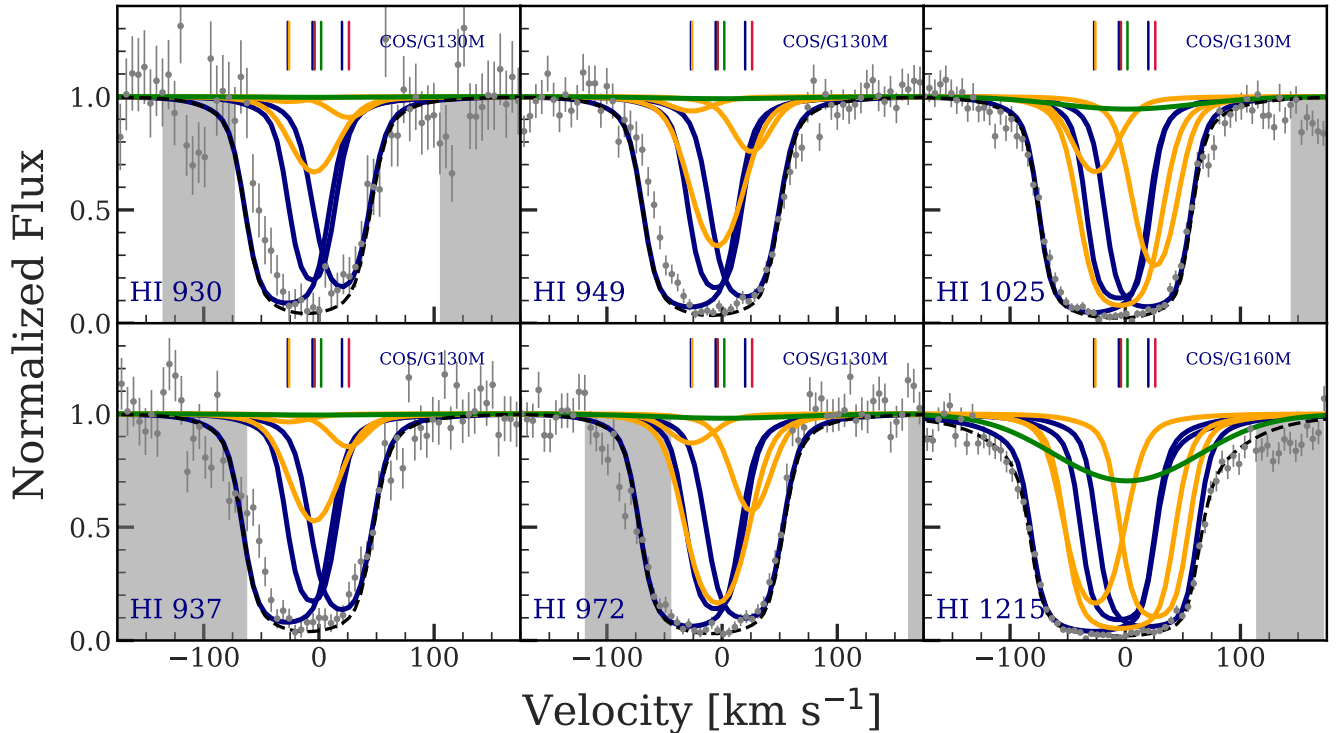 Normalized Flux
1.0
0.5
0.0
COS/G130M
HI 930
COS/G130M
HI 949
COS/G130M
HI 1025
1.0
0.5
0.0
COS/G130M
HI 937
COS/G130M
HI 972
COS/G160M
HI 1215
−100 0 100
−100 0 100
−100 0 100
Velocity [km s⁻¹]